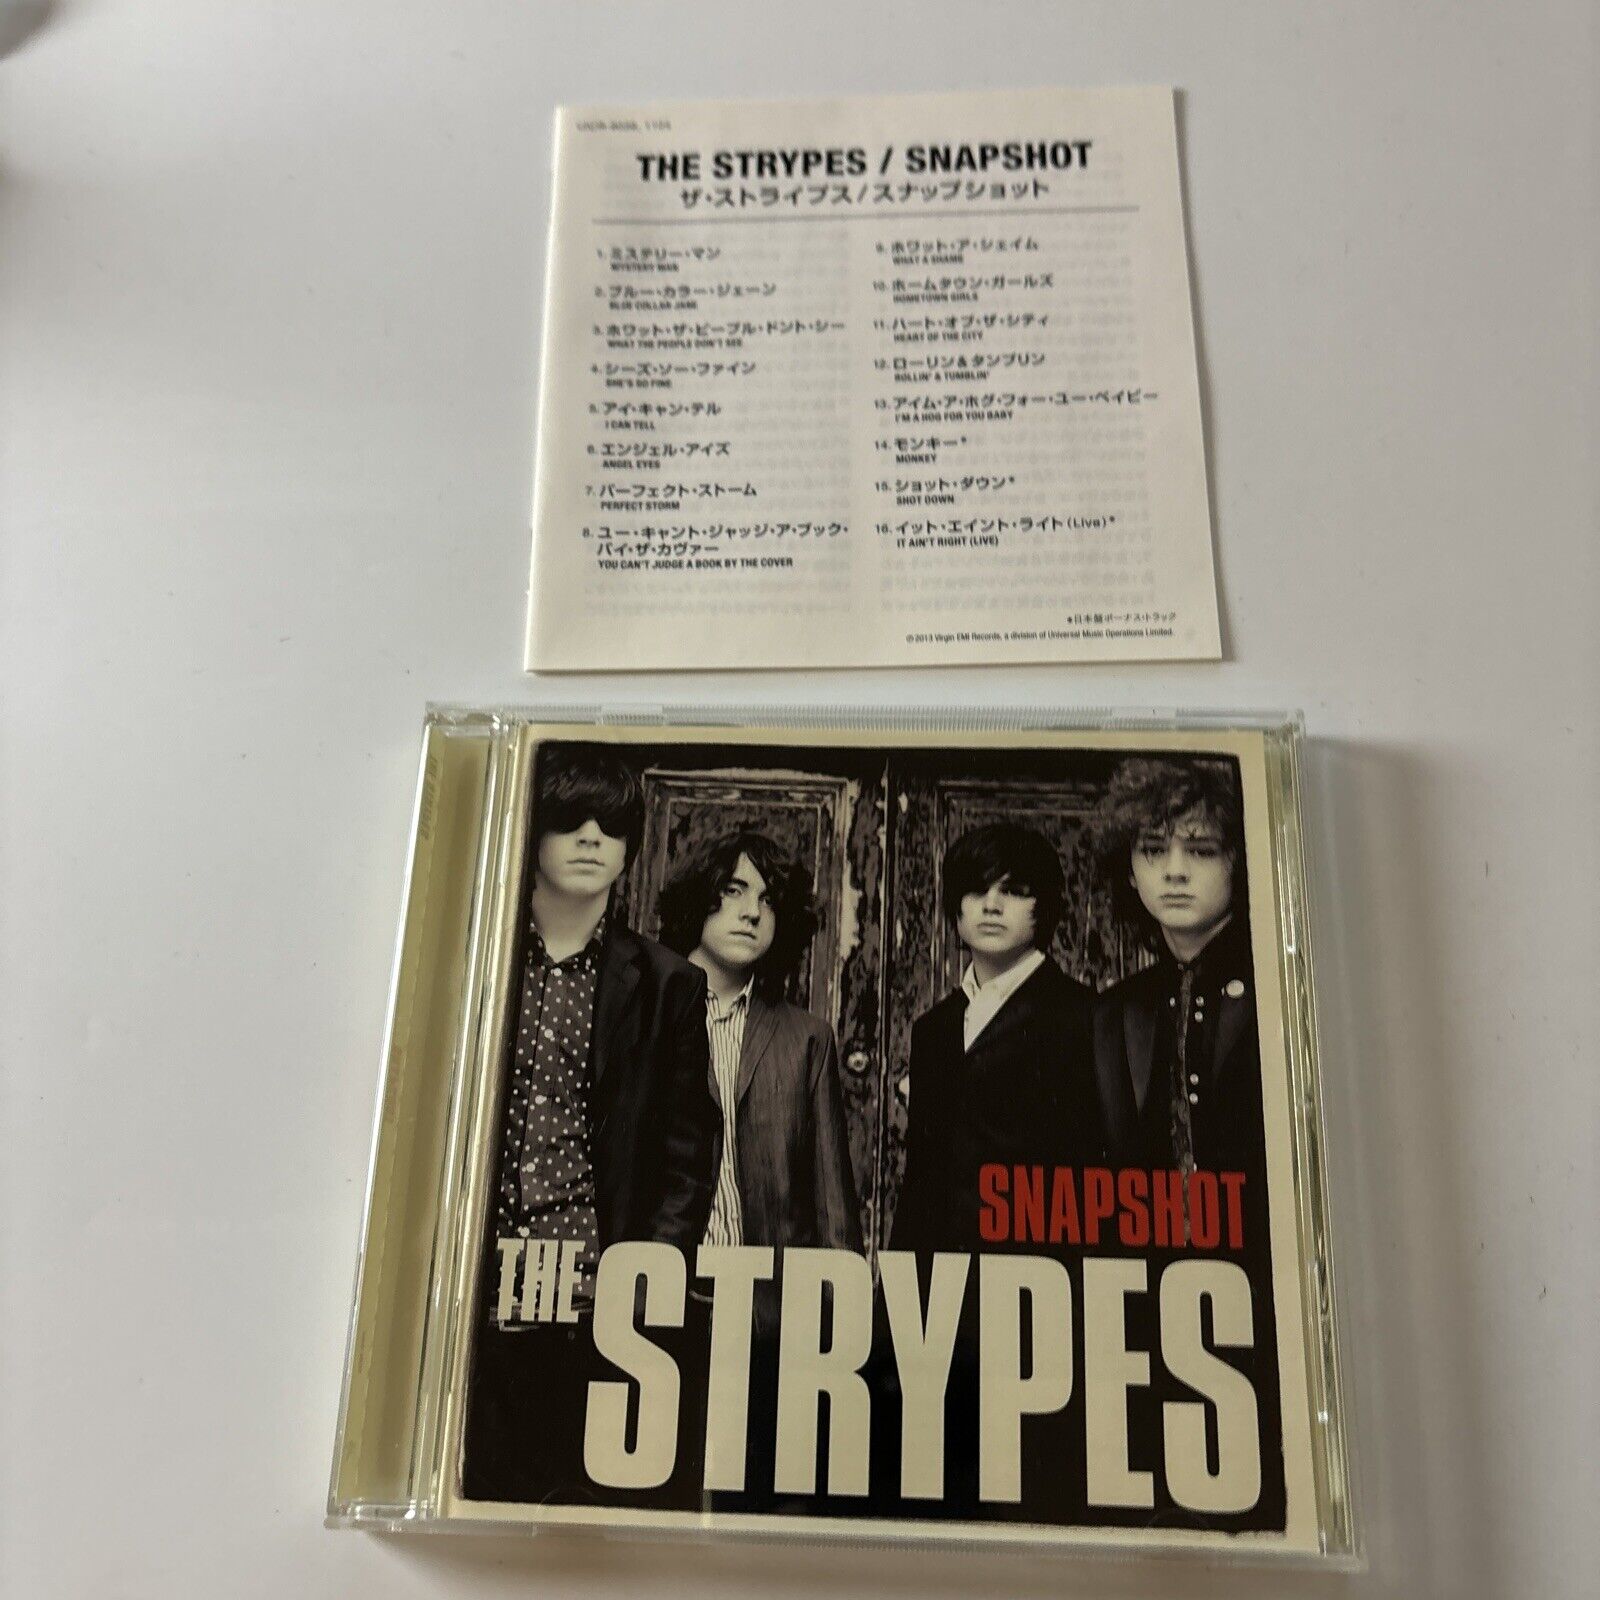 THE STRYPES / SNAPSHOT
ザ・ストライプス/スナップショット
1. ミステリー・マン
MYSTERY MAN
2. ブルー・カラー・ジェーン
BLUE COLLAR JANE
3. ホワット・ザ・ピープル・ドント・シー
WHAT THE PEOPLE DON'T SEE
4. シーズ・ソー・ファイン
SHE'S SO FINE
5. アイ・キャン・テル
I CAN TELL
6. エンジェル・アイズ
ANGEL EYES
7. パーフェクト・ストーム
PERFECT STORM
8. ユー・キャント・ジャッジ・ア・ブック・
バイ・ザ・カヴァー
YOU CAN'T JUDGE A BOOK BY THE COVER
9. ホワット・ア・シェイム
WHAT A SHAME
10. ホームタウン・ガールズ
HOMETOWN GIRLS
11. ハート・オブ・ザ・シティ
HEART OF THE CITY
12. ローリン&タンブリン
ROLLIN' & TUMBLIN'
13. アイム・ア・ホグ・フォー・ユー・ベイビー
I'M A HOG FOR YOU BABY
14. モンキー*
MONKEY
15. ショット・ダウン*
SHOT DOWN
16. イット・エイント・ライト(Live)*
IT AIN'T RIGHT (LIVE)
*日本盤ボーナス・トラック
℗2013 Virgin EMI Records, a division of Universal Music Operations Limited.
SNAPSHOT
THE STRYPES